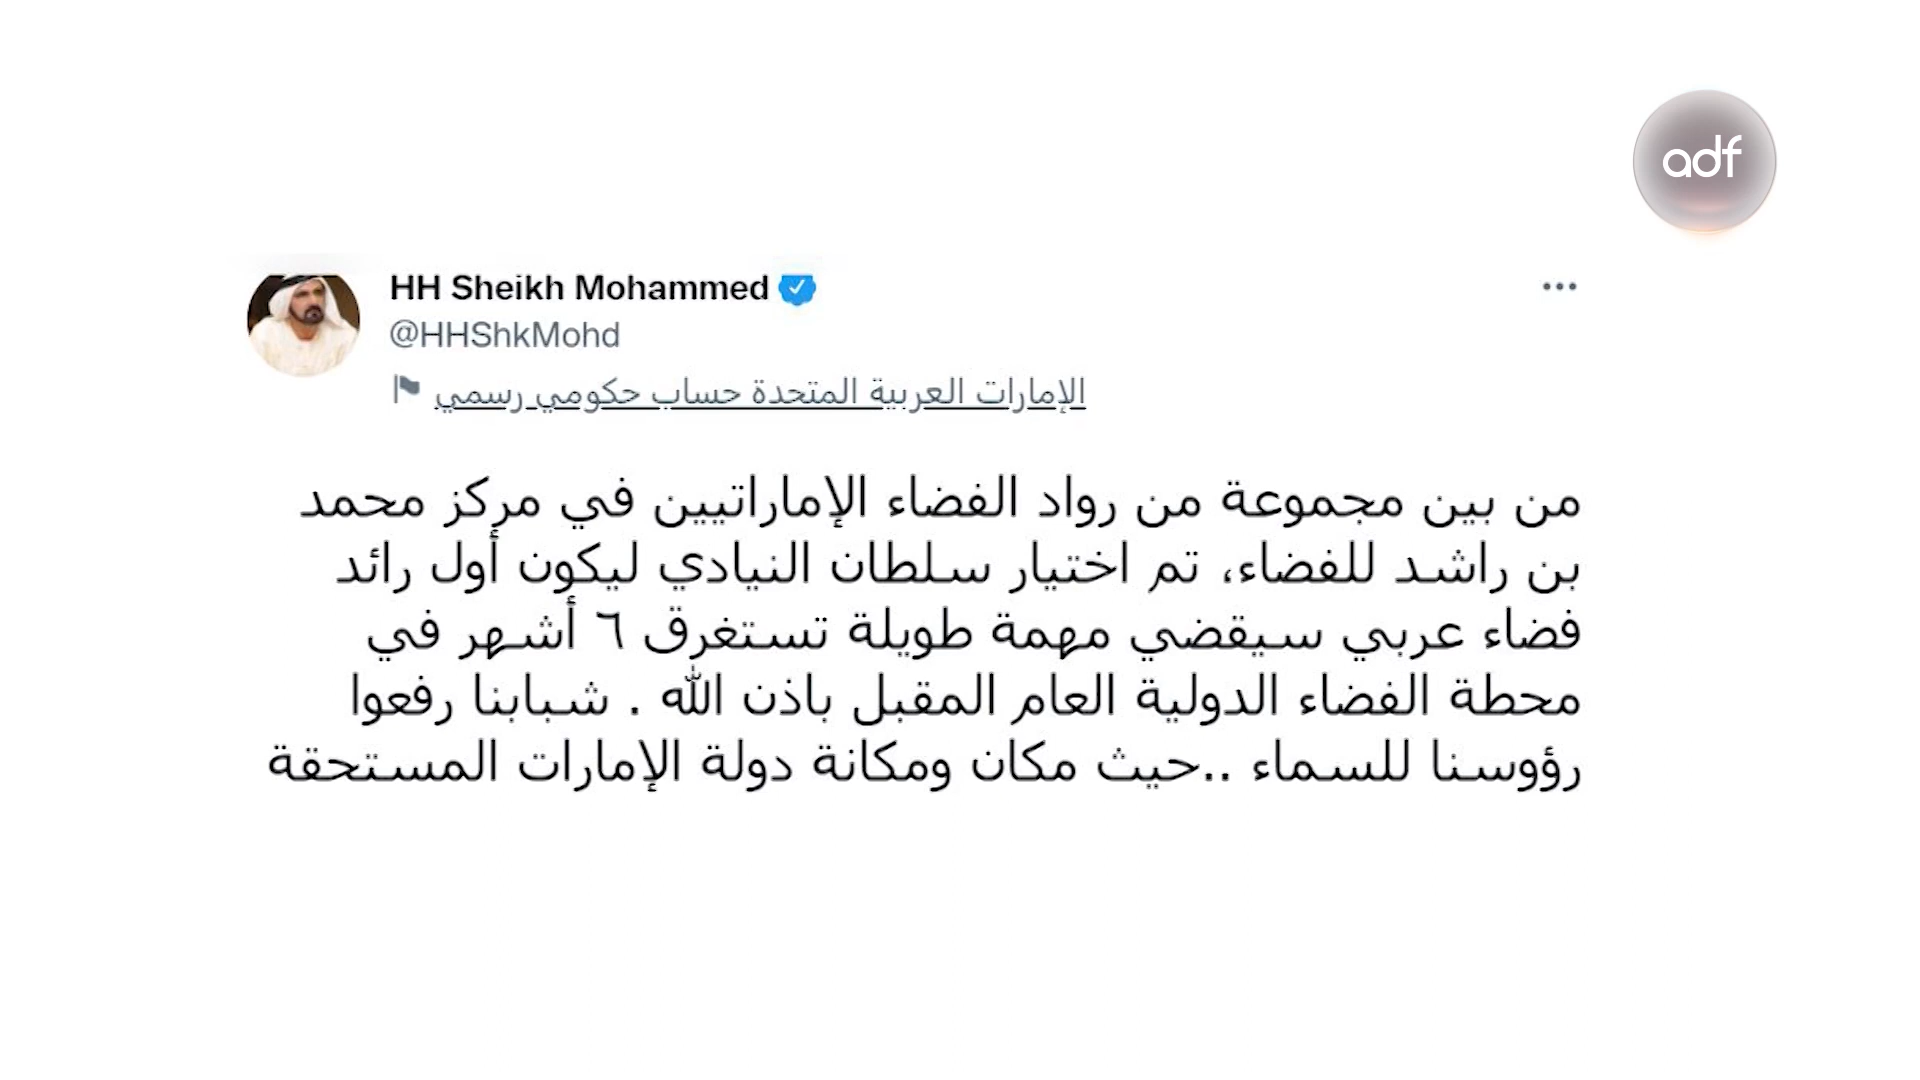 adf
HH Sheikh Mohammed
@HHShkMohd
الإمارات العربية المتحدة حساب حكومي رسمي
من بين مجموعة من رواد الفضاء الإماراتيين في مركز محمد
بن راشد للفضاء، تم اختيار سلطان النيادي ليكون أول رائد
فضاء عربي سيقضي مهمة طويلة تستغرق ٦ أشهر في
محطة الفضاء الدولية العام المقبل باذن الله . شبابنا رفعوا
رؤوسنا للسماء ..حيث مكان ومكانة دولة الإمارات المستحقة